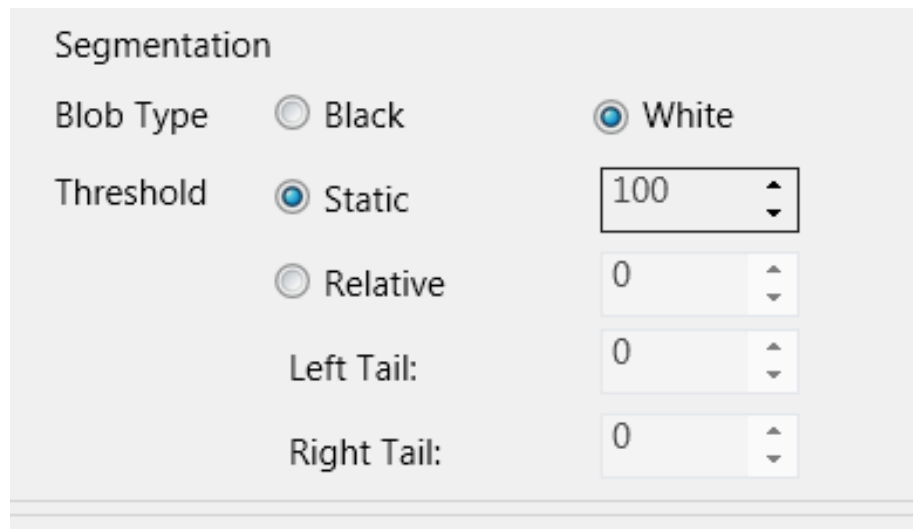 Segmentation
Blob Type Black White
Threshold Static 100
Relative 0
Left Tail: 0
Right Tail: 0